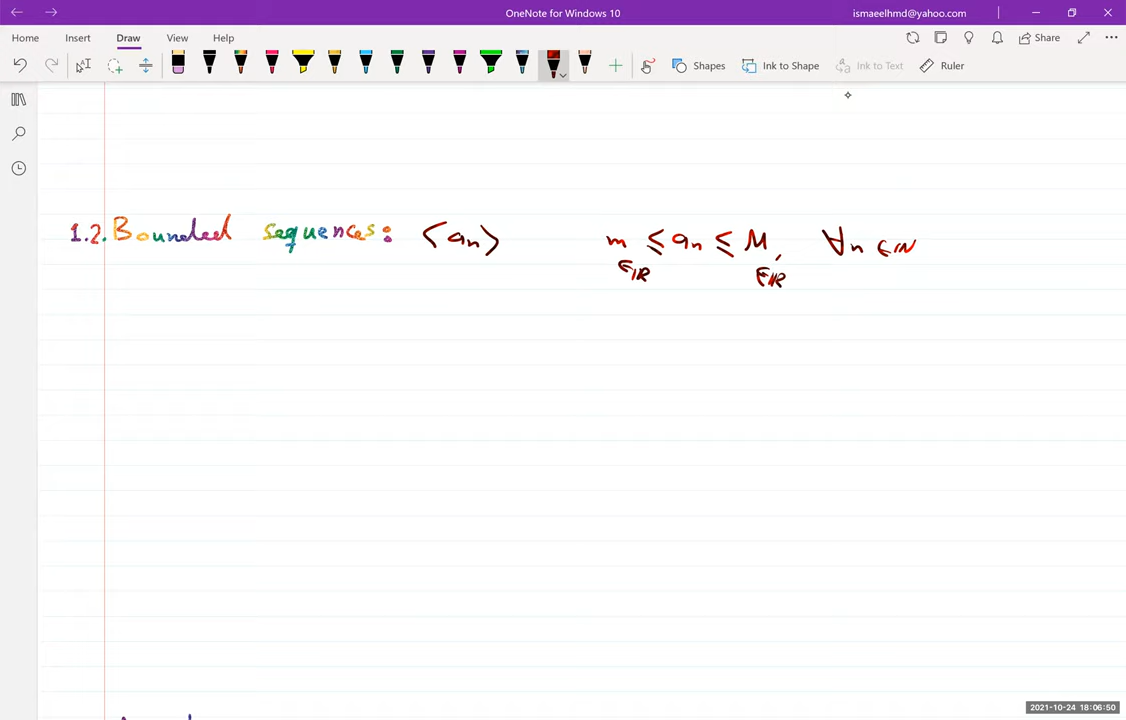 OneNote for Windows 10
ismaeelhmd@yahoo.com
Home Insert Draw View Help
Share
Shapes Ink to Shape Ink to Text Ruler
1.2. Bounded sequences: ⟨aₙ⟩ m ≤ aₙ ≤ M, ∀n ∈ ℕ
∈ℝ ∈ℝ
2021-10-24 18:06:50